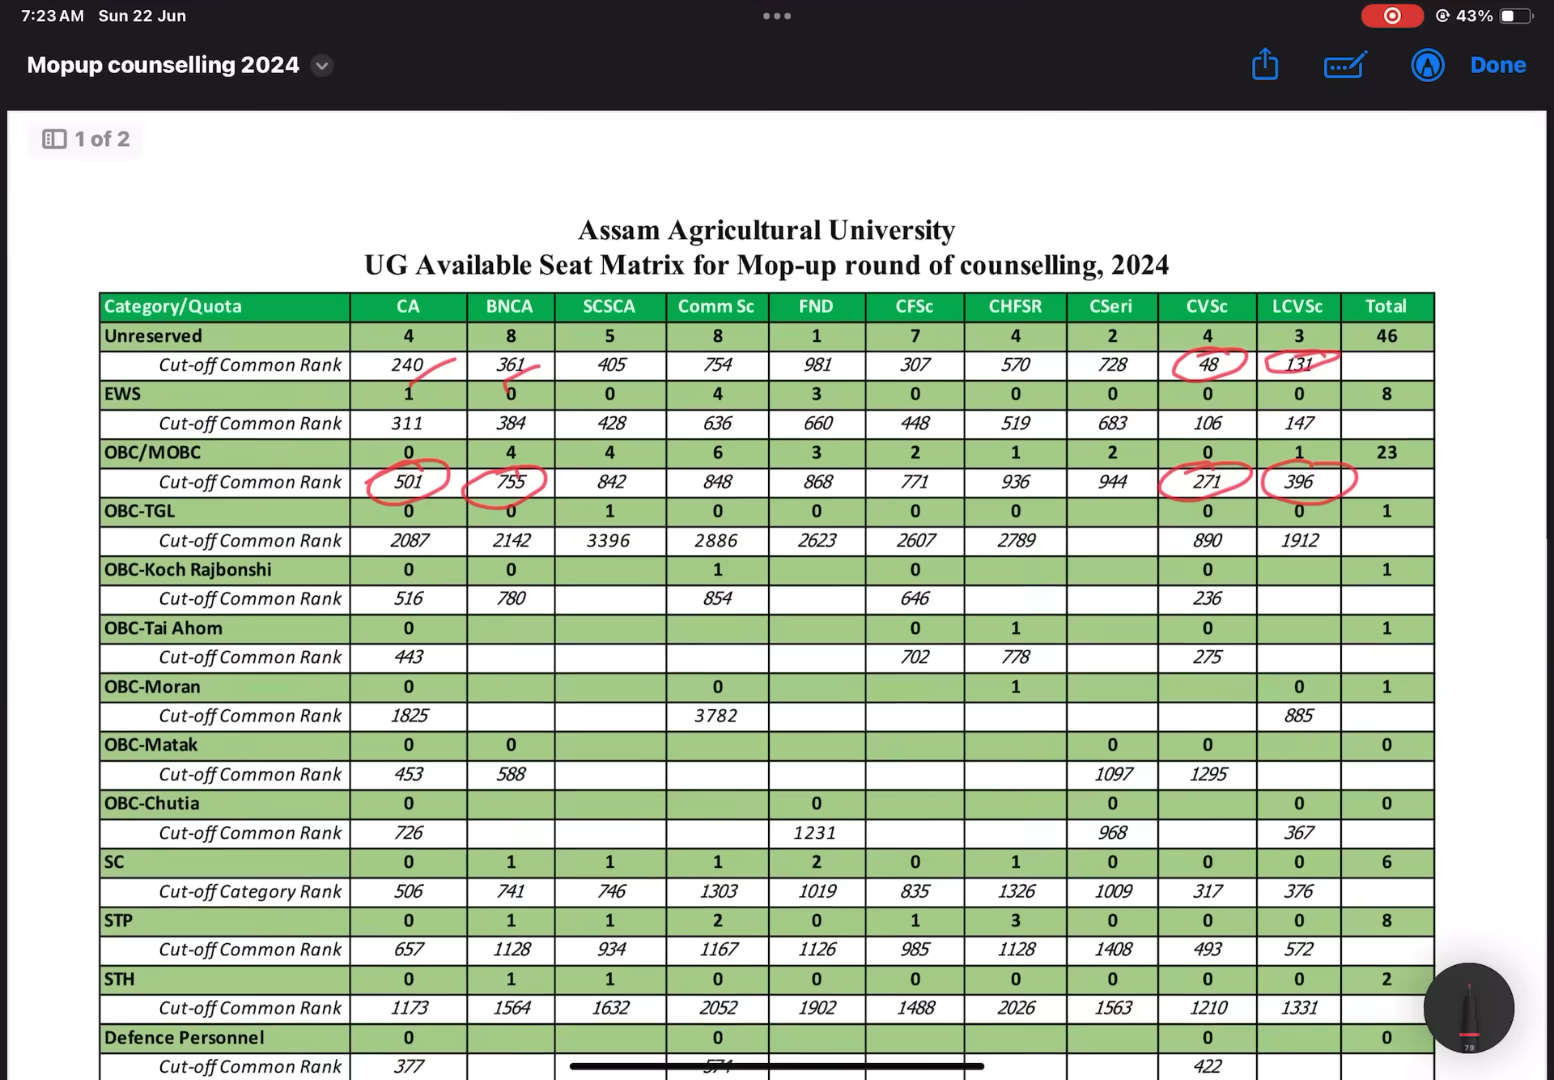 7:23 AM Sun 22 Jun 43%
Mopup counselling 2024 Done
1 of 2
Assam Agricultural University
UG Available Seat Matrix for Mop-up round of counselling, 2024
Category/Quota CA BNCA SCSCA Comm Sc FND CFSc CHFSR CSeri CVSc LCVSc Total
Unreserved 4 8 5 8 1 7 4 2 4 3 46
Cut-off Common Rank 240 361 405 754 981 307 570 728 48 131
EWS 1 0 0 4 3 0 0 0 0 0 8
Cut-off Common Rank 311 384 428 636 660 448 519 683 106 147
OBC/MOBC 0 4 4 6 3 2 1 2 0 1 23
Cut-off Common Rank 501 755 842 848 868 771 936 944 271 396
OBC-TGL 0 0 1 0 0 0 0 0 0 1
Cut-off Common Rank 2087 2142 3396 2886 2623 2607 2789 890 1912
OBC-Koch Rajbonshi 0 0 1 0 0 1
Cut-off Common Rank 516 780 854 646 236
OBC-Tai Ahom 0 0 1 0 1
Cut-off Common Rank 443 702 778 275
OBC-Moran 0 0 1 0 1
Cut-off Common Rank 1825 3782 885
OBC-Matak 0 0 0 0 0
Cut-off Common Rank 453 588 1097 1295
OBC-Chutia 0 0 0 0 0
Cut-off Common Rank 726 1231 968 367
SC 0 1 1 1 2 0 1 0 0 0 6
Cut-off Category Rank 506 741 746 1303 1019 835 1326 1009 317 376
STP 0 1 1 2 0 1 3 0 0 0 8
Cut-off Common Rank 657 1128 934 1167 1126 985 1128 1408 493 572
STH 0 1 1 0 0 0 0 0 0 0 2
Cut-off Common Rank 1173 1564 1632 2052 1902 1488 2026 1563 1210 1331
Defence Personnel 0 0 0 0
Cut-off Common Rank 377 422